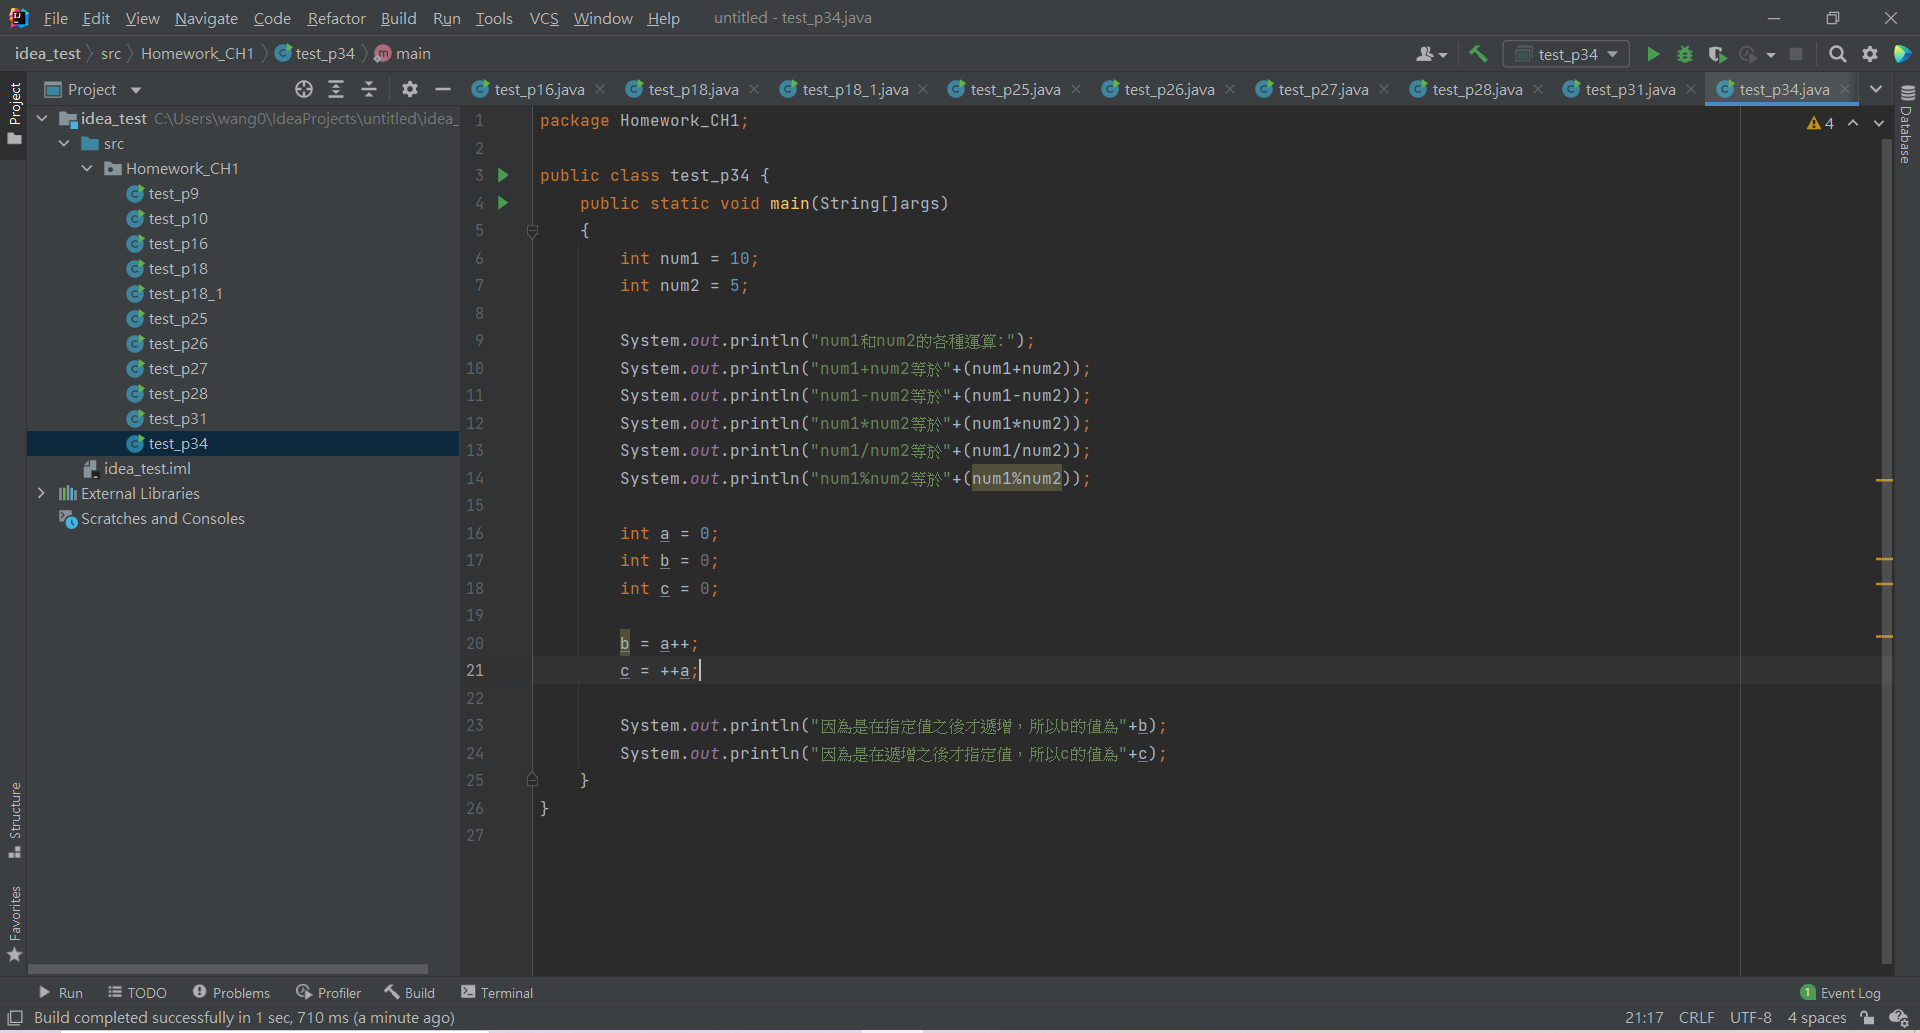 File Edit View Navigate Code Refactor Build Run Tools VCS Window Help untitled - test_p34.java
idea_test src Homework_CH1 test_p34 main test_p34
Project test_p16.java test_p18.java test_p18_1.java test_p25.java test_p26.java test_p27.java test_p28.java test_p31.java test_p34.java
Project
idea_test C:\Users\wang0\IdeaProjects\untitled\idea_
src
Homework_CH1
test_p9
test_p10
test_p16
test_p18
test_p18_1
test_p25
test_p26
test_p27
test_p28
test_p31
test_p34
idea_test.iml
External Libraries
Scratches and Consoles
Structure
Favorites
1 package Homework_CH1;
2
3 public class test_p34 {
4 public static void main(String[]args)
5 {
6 int num1 = 10;
7 int num2 = 5;
8
9 System.out.println("num1和num2的各種運算:");
10 System.out.println("num1+num2等於"+(num1+num2));
11 System.out.println("num1-num2等於"+(num1-num2));
12 System.out.println("num1*num2等於"+(num1*num2));
13 System.out.println("num1/num2等於"+(num1/num2));
14 System.out.println("num1%num2等於"+(num1%num2));
15
16 int a = 0;
17 int b = 0;
18 int c = 0;
19
20 b = a++;
21 c = ++a;
22
23 System.out.println("因為是在指定值之後才遞增，所以b的值為"+b);
24 System.out.println("因為是在遞增之後才指定值，所以c的值為"+c);
25 }
26 }
27
4
Database
Run TODO Problems Profiler Build Terminal 1 Event Log
Build completed successfully in 1 sec, 710 ms (a minute ago) 21:17 CRLF UTF-8 4 spaces